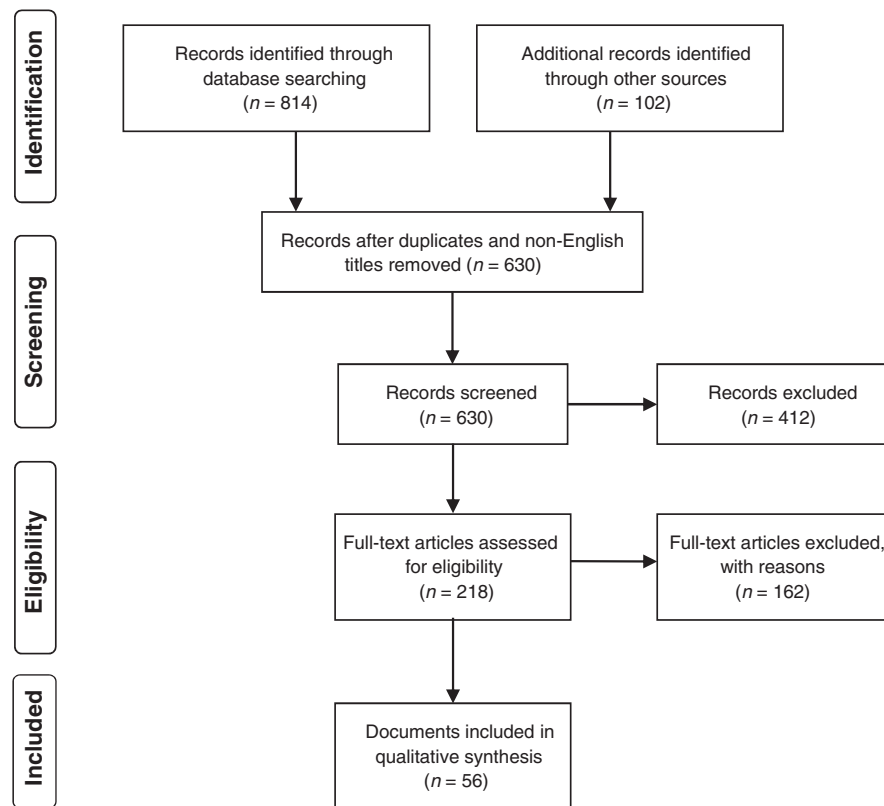 Identification
Records identified through
database searching
(n = 814)
Additional records identified
through other sources
(n = 102)
Records after duplicates and non-English
titles removed (n = 630)
Screening
Records screened
(n = 630)
Records excluded
(n = 412)
Eligibility
Full-text articles assessed
for eligibility
(n = 218)
Full-text articles excluded,
with reasons
(n = 162)
Included
Documents included in
qualitative synthesis
(n = 56)